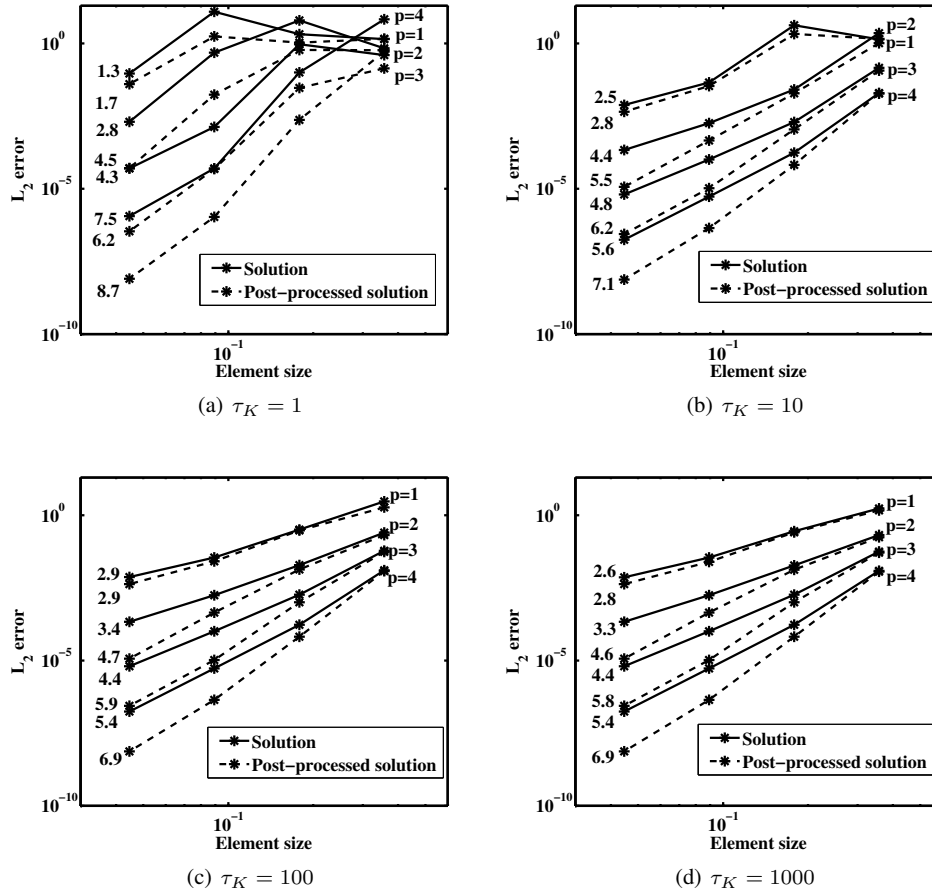 p=4
p=1
p=2
p=3
10^0
10^−5
10^−10
L_2 error
1.3
1.7
2.8
4.5
4.3
7.5
6.2
8.7
Solution
Post−processed solution
10^−1
Element size
(a) τ_K = 1
p=2
p=1
p=3
p=4
10^0
10^−5
10^−10
L_2 error
2.5
2.8
4.4
5.5
4.8
6.2
5.6
7.1
Solution
Post−processed solution
10^−1
Element size
(b) τ_K = 10
p=1
p=2
p=3
p=4
10^0
10^−5
10^−10
L_2 error
2.9
2.9
3.4
4.7
4.4
5.9
5.4
6.9
Solution
Post−processed solution
10^−1
Element size
(c) τ_K = 100
p=1
p=2
p=3
p=4
10^0
10^−5
10^−10
L_2 error
2.6
2.8
3.3
4.6
4.4
5.8
5.4
6.9
Solution
Post−processed solution
10^−1
Element size
(d) τ_K = 1000